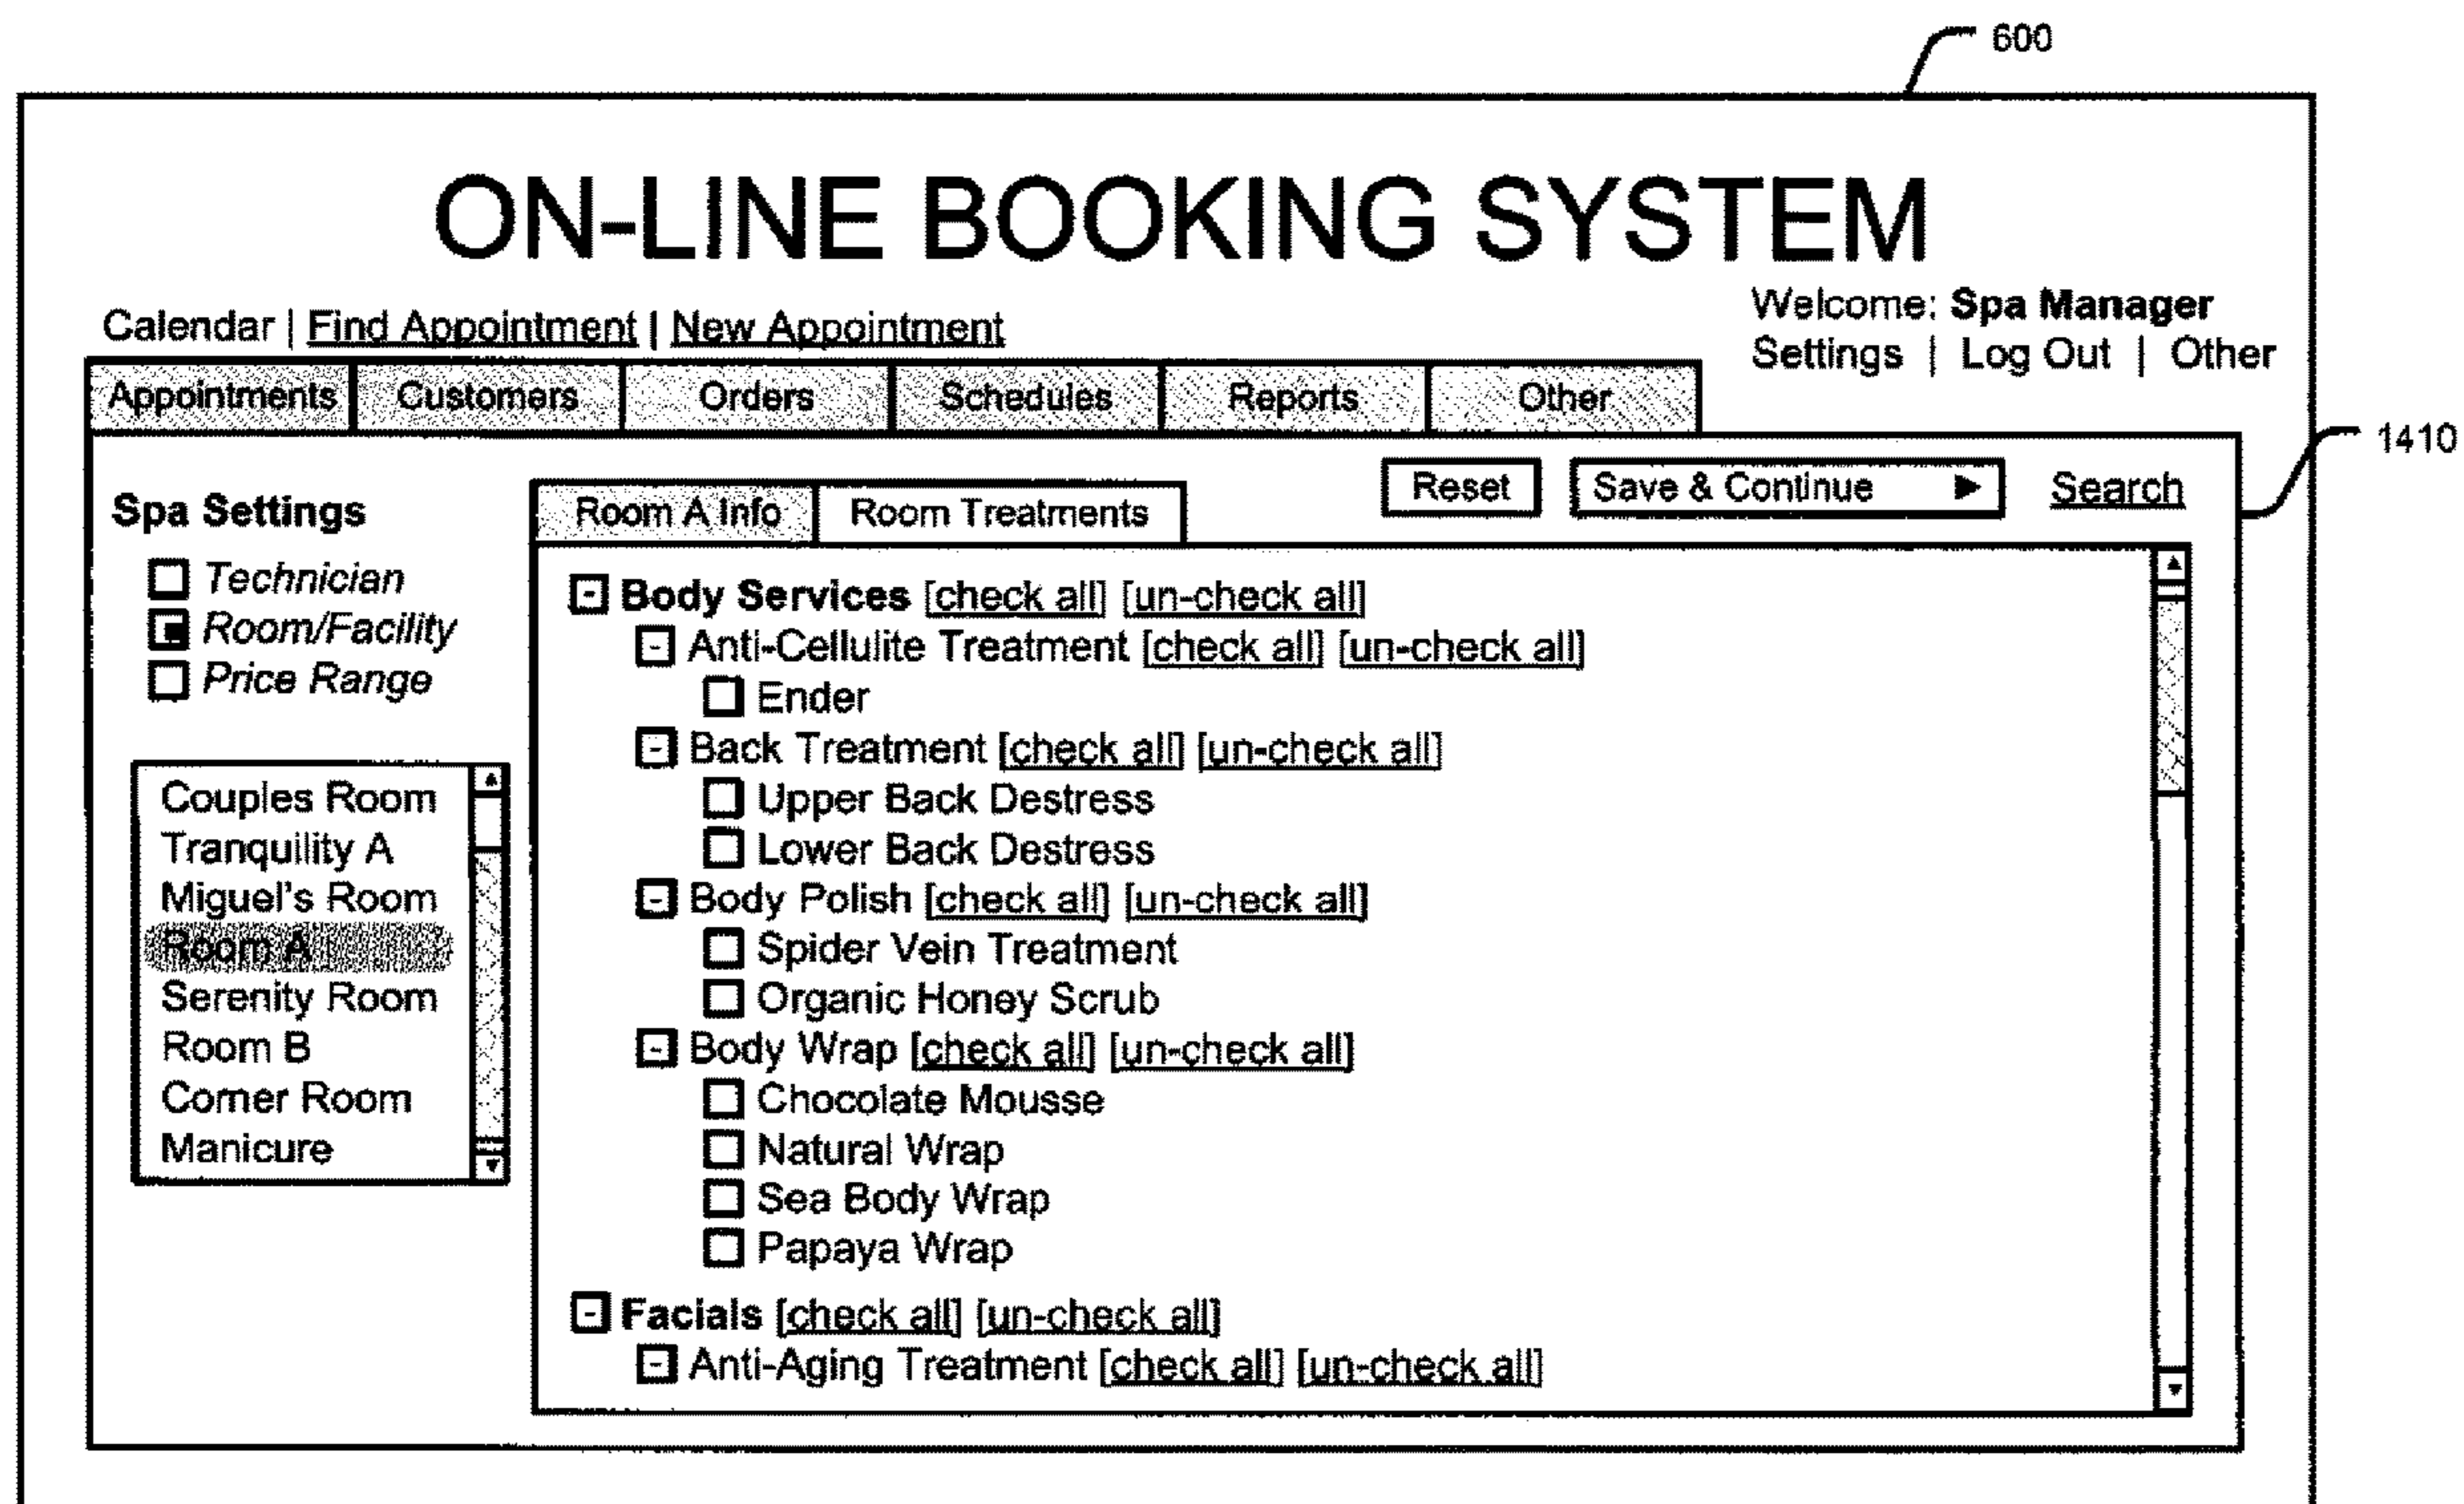 600
ON-LINE BOOKING SYSTEM
Calendar | Find Appointment | New Appointment
Welcome: Spa Manager
Settings | Log Out | Other
Appointments Customers Orders Schedules Reports Other
1410
Reset Save & Continue Search
Spa Settings
Technician
Room/Facility
Price Range
Couples Room
Tranquility A
Miguel's Room
Room A
Serenity Room
Room B
Corner Room
Manicure
Room A Info Room Treatments
Body Services [check all] [un-check all]
Anti-Cellulite Treatment [check all] [un-check all]
Ender
Back Treatment [check all] [un-check all]
Upper Back Destress
Lower Back Destress
Body Polish [check all] [un-check all]
Spider Vein Treatment
Organic Honey Scrub
Body Wrap [check all] [un-check all]
Chocolate Mousse
Natural Wrap
Sea Body Wrap
Papaya Wrap
Facials [check all] [un-check all]
Anti-Aging Treatment [check all] [un-check all]